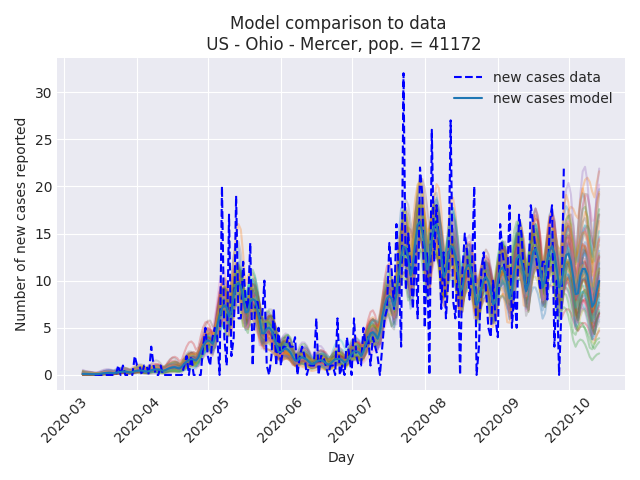 Model comparison to data
US - Ohio - Mercer, pop. = 41172
new cases data
new cases model
Number of new cases reported
30
25
20
15
10
5
0
2020-03
2020-04
2020-05
2020-06
2020-07
2020-08
2020-09
2020-10
Day